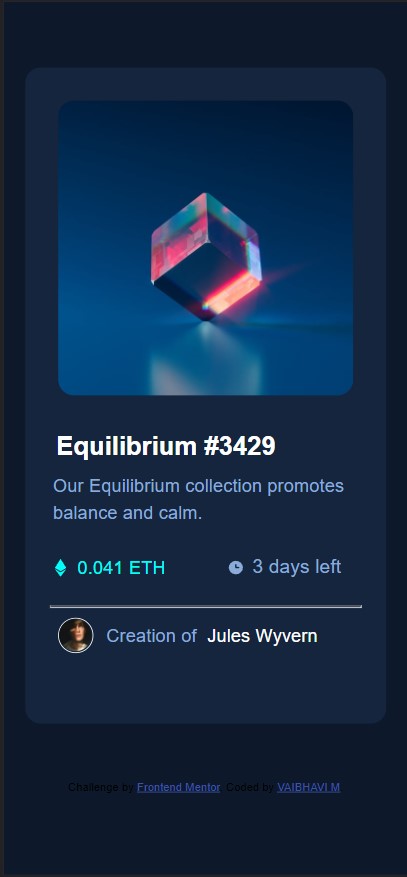 Equilibrium #3429
Our Equilibrium collection promotes
balance and calm.
0.041 ETH 3 days left
Creation of Jules Wyvern
Challenge by Frontend Mentor. Coded by VAIBHAVI.M